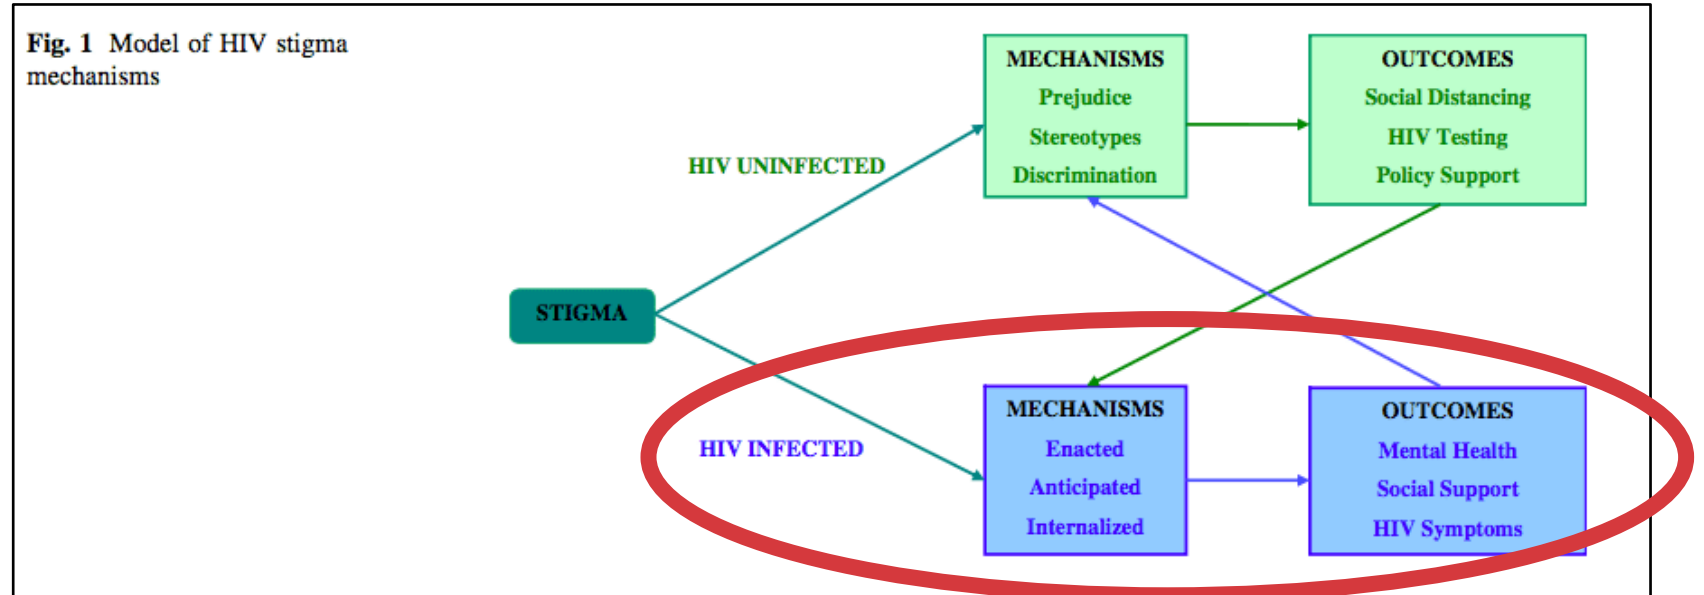 Fig. 1 Model of HIV stigma
mechanisms
MECHANISMS
Prejudice
Stereotypes
Discrimination
OUTCOMES
Social Distancing
HIV Testing
Policy Support
HIV UNINFECTED
STIGMA
HIV INFECTED
MECHANISMS
Enacted
Anticipated
Internalized
OUTCOMES
Mental Health
Social Support
HIV Symptoms